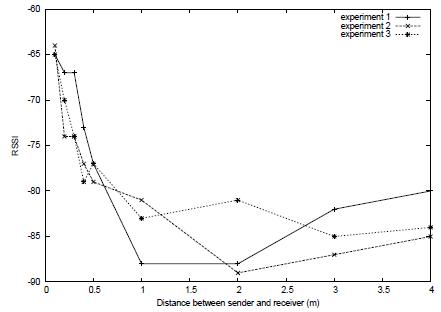 -60
-65
-70
-75
-80
-85
-90
RSSI
experiment 1
experiment 2
experiment 3
0 0.5 1 1.5 2 2.5 3 3.5 4
Distance between sender and receiver (m)